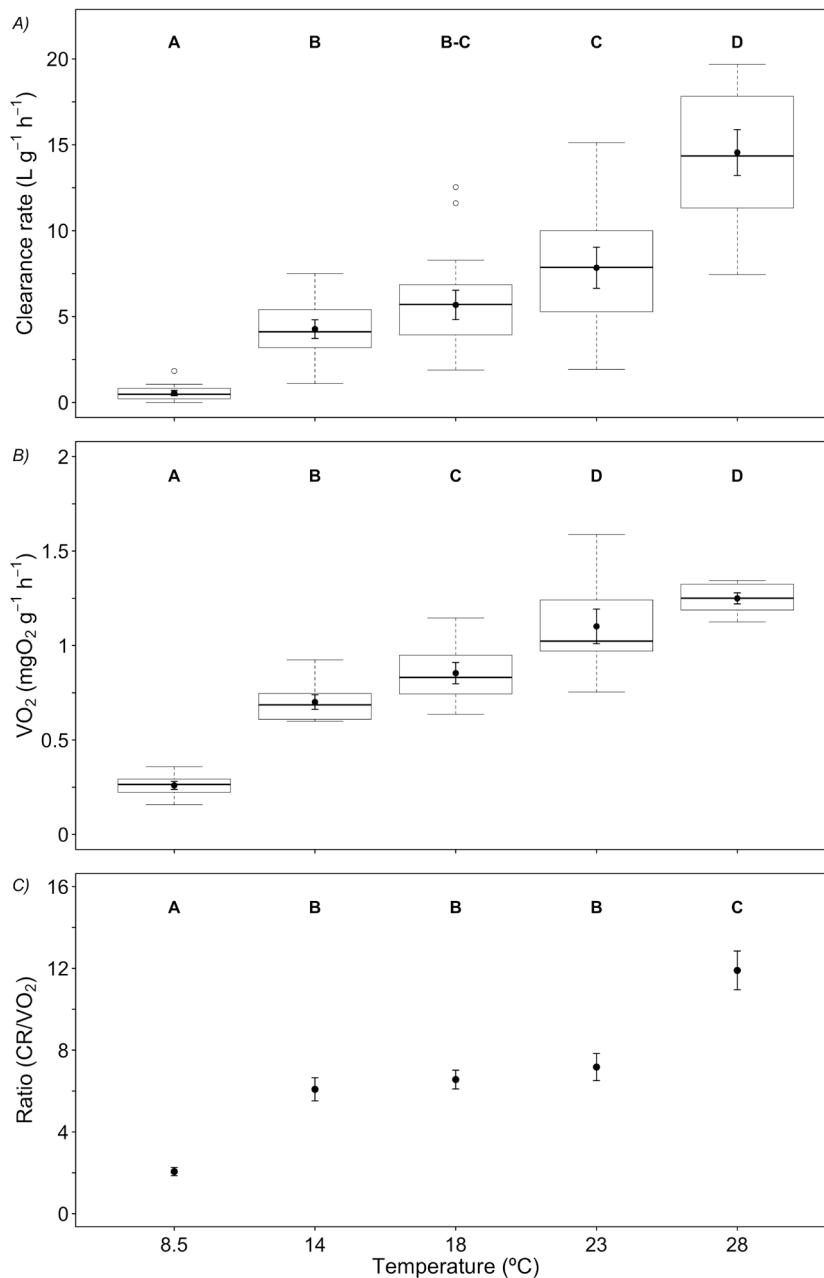 A)
A B B-C C D
20
15
10
5
0
Clearance rate (L g⁻¹ h⁻¹)
B)
A B C D D
2
1.5
1
0.5
0
VO₂ (mgO₂ g⁻¹ h⁻¹)
C)
A B B B C
16
12
8
4
0
Ratio (CR/VO₂)
8.5 14 18 23 28
Temperature (ºC)